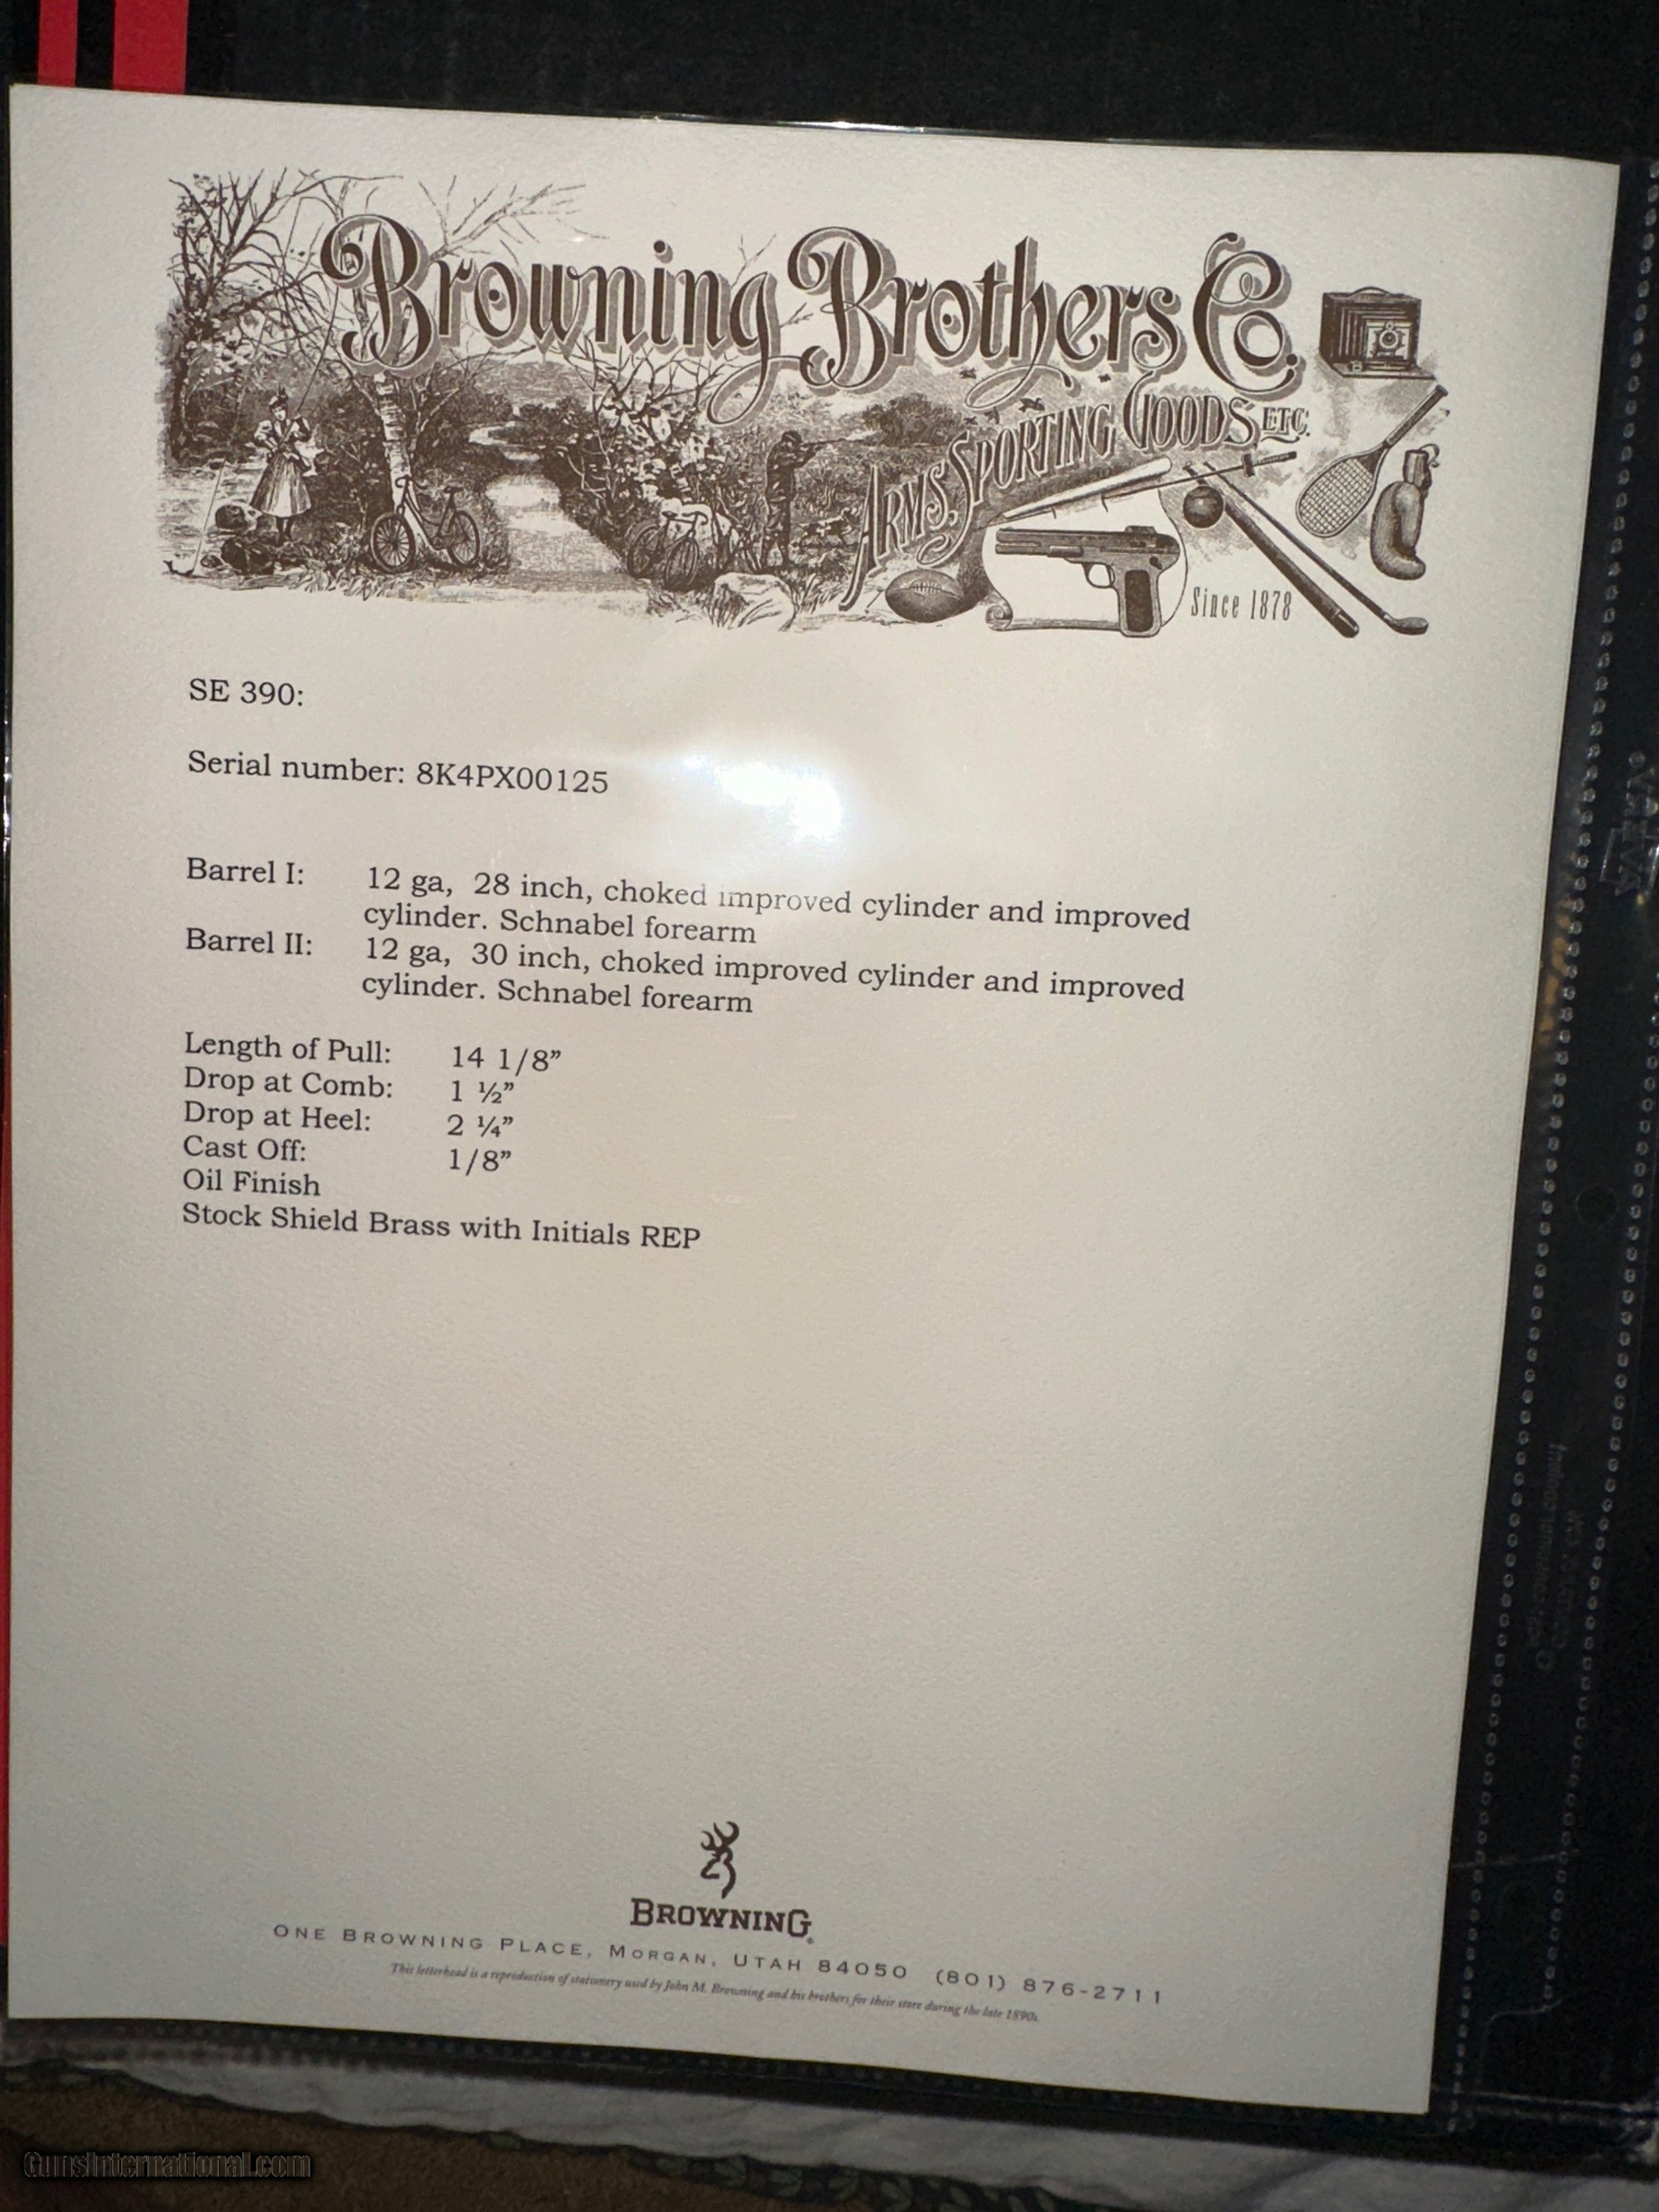 Browning Brothers Co.
Arms, Sporting Goods, Etc.
Since 1878
SE 390:
Serial number: 8K4PX00125
Barrel I: 12 ga, 28 inch, choked improved cylinder and improved
cylinder. Schnabel forearm
Barrel II: 12 ga, 30 inch, choked improved cylinder and improved
cylinder. Schnabel forearm
Length of Pull: 14 1/8”
Drop at Comb: 1 ½”
Drop at Heel: 2 ¼”
Cast Off: 1/8”
Oil Finish
Stock Shield Brass with Initials REP
BROWNING®
ONE BROWNING PLACE, MORGAN, UTAH 84050 (801) 876-2711
This letterhead is a reproduction of stationery used by John M. Browning and his brothers for their store during the late 1890s.
GunsInternational.com